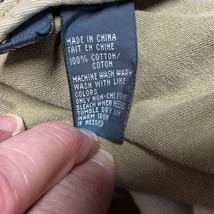 MADE IN CHINA
FAIT EN CHINE
100% COTTON/
COTON
MACHINE WASH WARM
WASH WITH LIKE
COLORS
ONLY NON-CHLORINE
BLEACH WHEN NEEDED
TUMBLE DRY LOW
WARM IRON
IF NEEDED